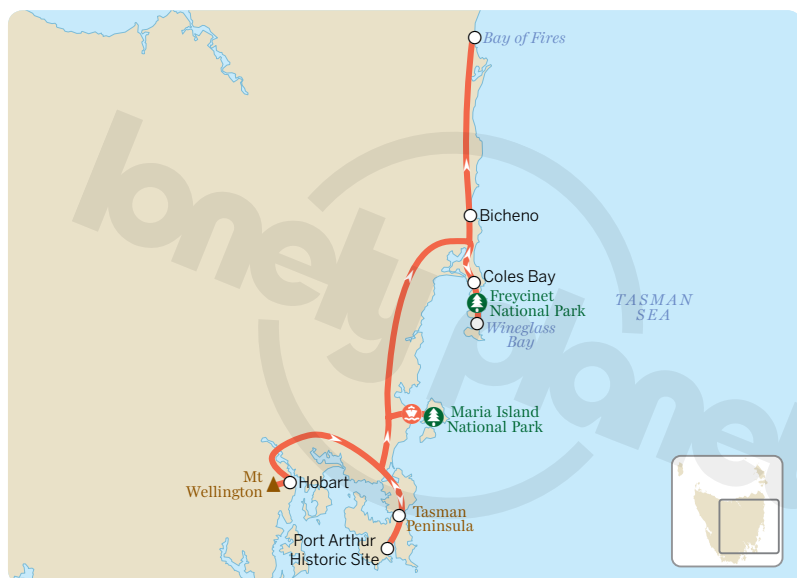 Bay of Fires
Bicheno
Coles Bay
Freycinet
National Park
Wineglass
Bay
TASMAN
SEA
Maria Island
National Park
Mt
Wellington
Hobart
Tasman
Peninsula
Port Arthur
Historic Site
lonely planet